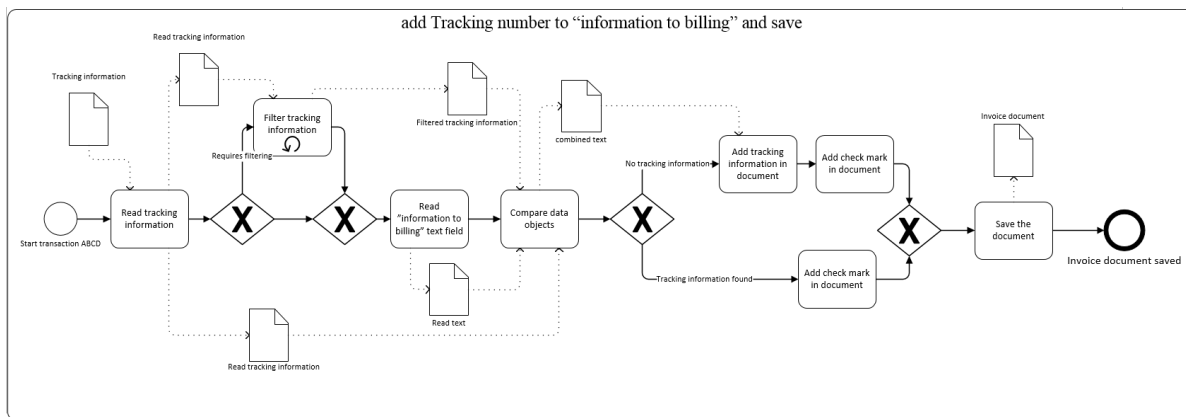 add Tracking number to “information to billing” and save
Read tracking information
Tracking information
Filter tracking
information
Filtered tracking information
combined text
Invoice document
Requires filtering
No tracking information
Add tracking
information in
document
Add check mark
in document
Start transaction ABCD
Read tracking
information
Read
”information to
billing” text field
Compare data
objects
Save the
document
Invoice document saved
Tracking information found
Add check mark
in document
Read text
Read tracking information